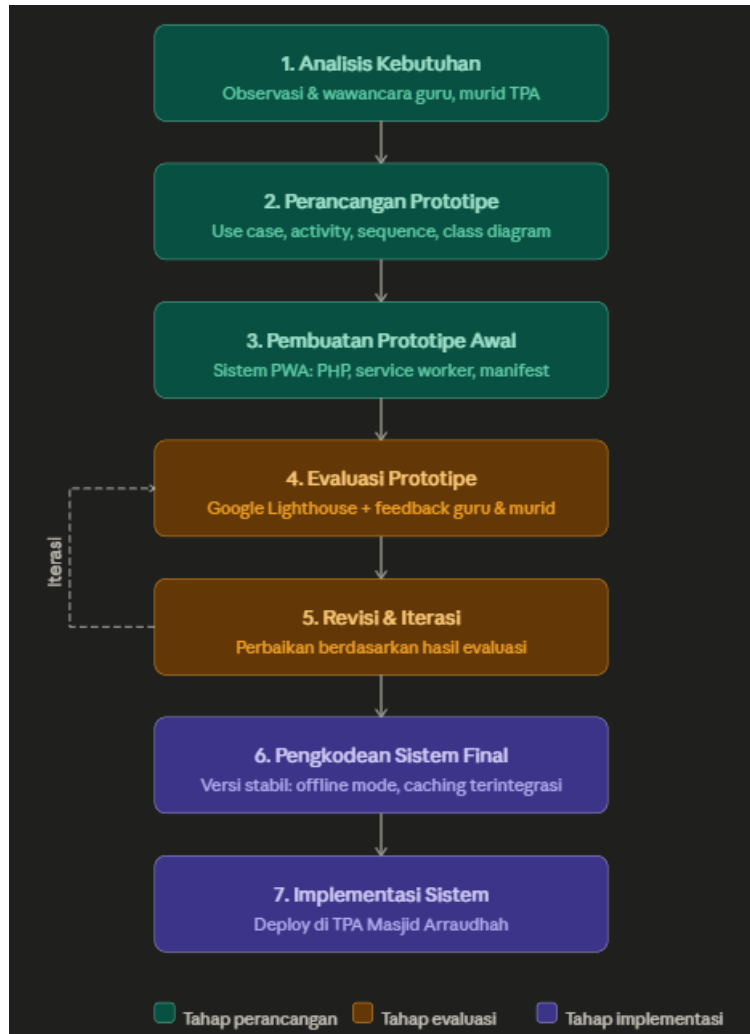 1. Analisis Kebutuhan
Observasi & wawancara guru, murid TPA
2. Perancangan Prototipe
Use case, activity, sequence, class diagram
3. Pembuatan Prototipe Awal
Sistem PWA: PHP, service worker, manifest
4. Evaluasi Prototipe
Google Lighthouse + feedback guru & murid
Iterasi
5. Revisi & Iterasi
Perbaikan berdasarkan hasil evaluasi
6. Pengkodean Sistem Final
Versi stabil: offline mode, caching terintegrasi
7. Implementasi Sistem
Deploy di TPA Masjid Arraudhah
Tahap perancangan
Tahap evaluasi
Tahap implementasi